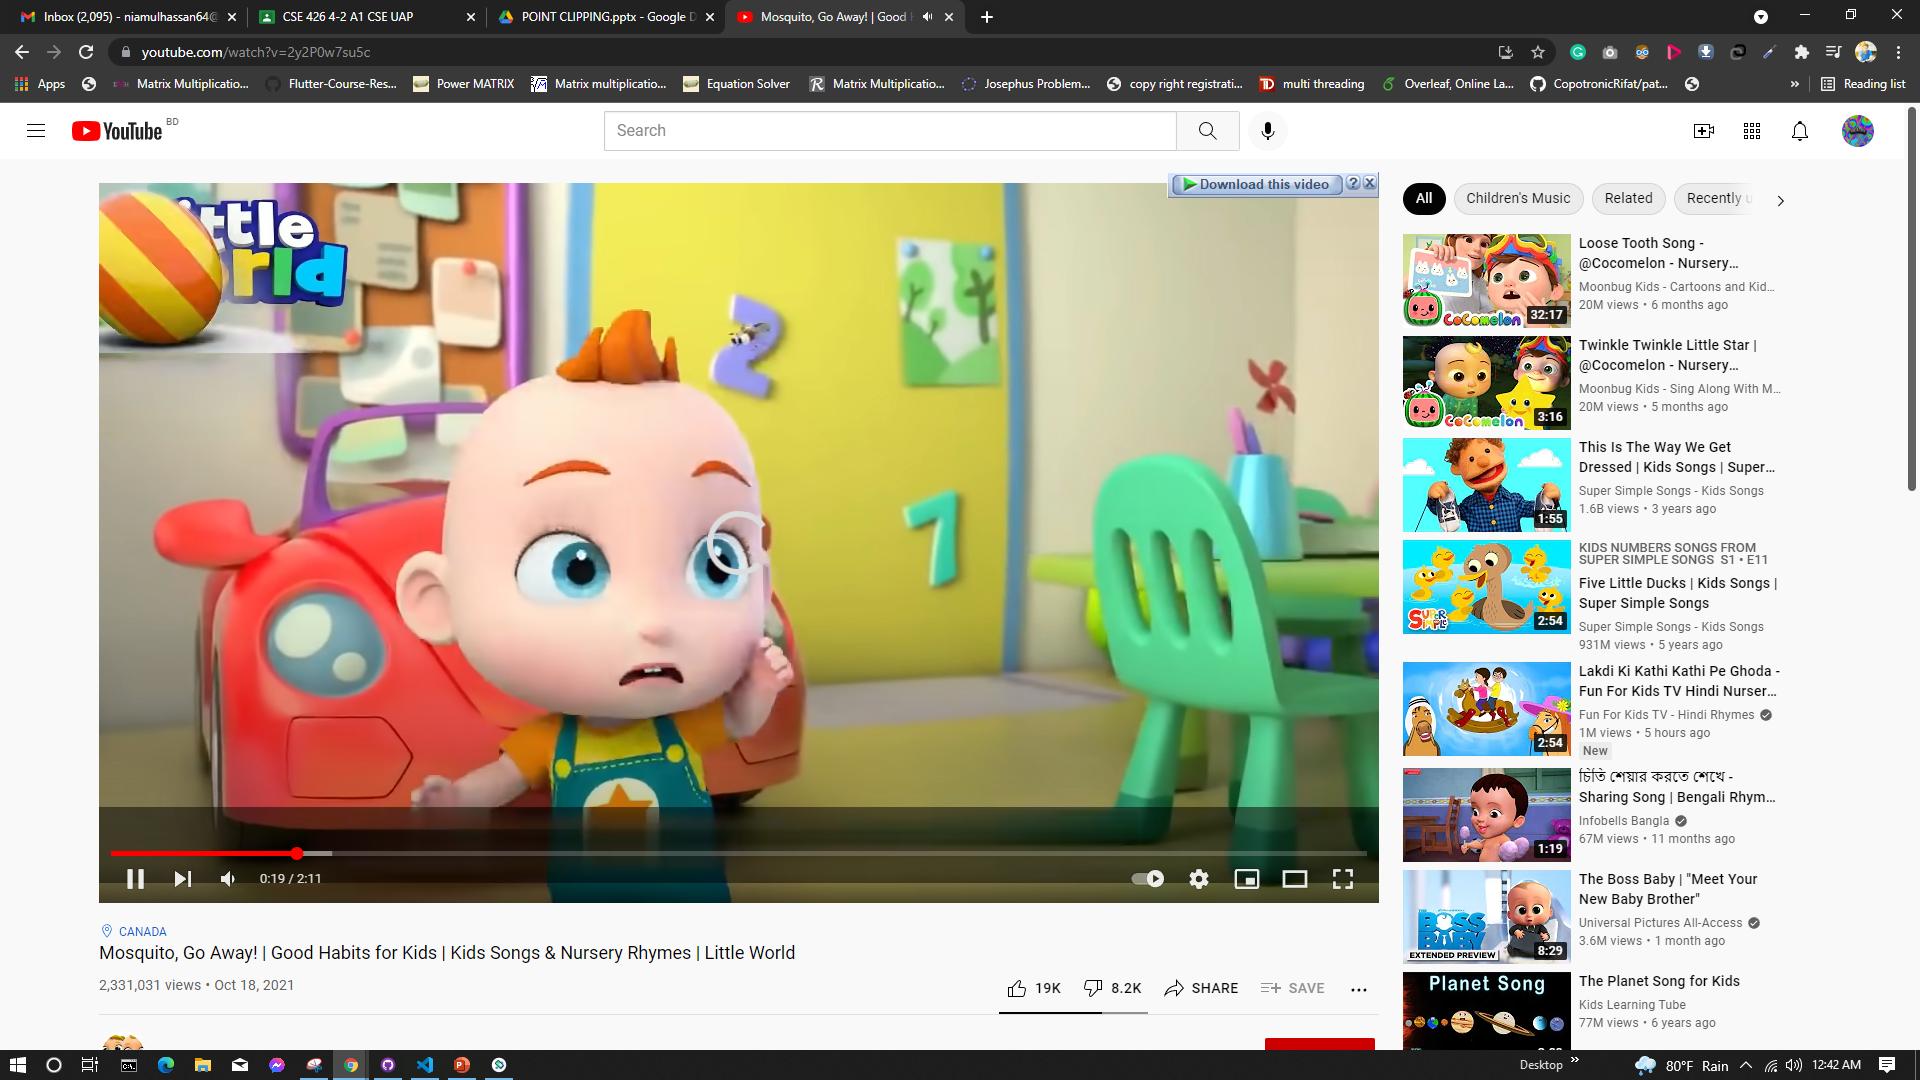 Inbox (2,095) - niamulhassan64@
CSE 426 4-2 A1 CSE UAP
POINT CLIPPING.pptx - Google D
Mosquito, Go Away! | Good H
youtube.com/watch?v=2y2P0w7su5c
Apps
Matrix Multiplicatio...
Flutter-Course-Res...
Power MATRIX
Matrix multiplicatio...
Equation Solver
Matrix Multiplicatio...
Josephus Problem...
copy right registrati...
multi threading
Overleaf, Online La...
CopotronicRifat/pat...
Reading list
YouTube BD
Search
Download this video
All
Children's Music
Related
Recently u
ttle
rld
2
1
0:19 / 2:11
CANADA
Mosquito, Go Away! | Good Habits for Kids | Kids Songs & Nursery Rhymes | Little World
2,331,031 views • Oct 18, 2021
19K
8.2K
SHARE
SAVE
Loose Tooth Song -
@Cocomelon - Nursery...
Moonbug Kids - Cartoons and Kid...
20M views • 6 months ago
CoComelon
32:17
Twinkle Twinkle Little Star |
@Cocomelon - Nursery...
Moonbug Kids - Sing Along With M...
20M views • 5 months ago
CoComelon
3:16
This Is The Way We Get
Dressed | Kids Songs | Super...
Super Simple Songs - Kids Songs
1.6B views • 3 years ago
1:55
KIDS NUMBERS SONGS FROM
SUPER SIMPLE SONGS S1 • E11
Five Little Ducks | Kids Songs |
Super Simple Songs
Super Simple Songs - Kids Songs
931M views • 5 years ago
SUPER
SIMPLE
2:54
Lakdi Ki Kathi Kathi Pe Ghoda -
Fun For Kids TV Hindi Nurser...
Fun For Kids TV - Hindi Rhymes
1M views • 5 hours ago
New
2:54
চিতি শেয়ার করতে শেখে -
Sharing Song | Bengali Rhym...
Infobells Bangla
67M views • 11 months ago
1:19
The Boss Baby | "Meet Your
New Baby Brother"
Universal Pictures All-Access
3.6M views • 1 month ago
THE
BOSS
BABY
EXTENDED PREVIEW
8:29
The Planet Song for Kids
Kids Learning Tube
77M views • 6 years ago
Planet Song
Desktop
80°F Rain
12:42 AM